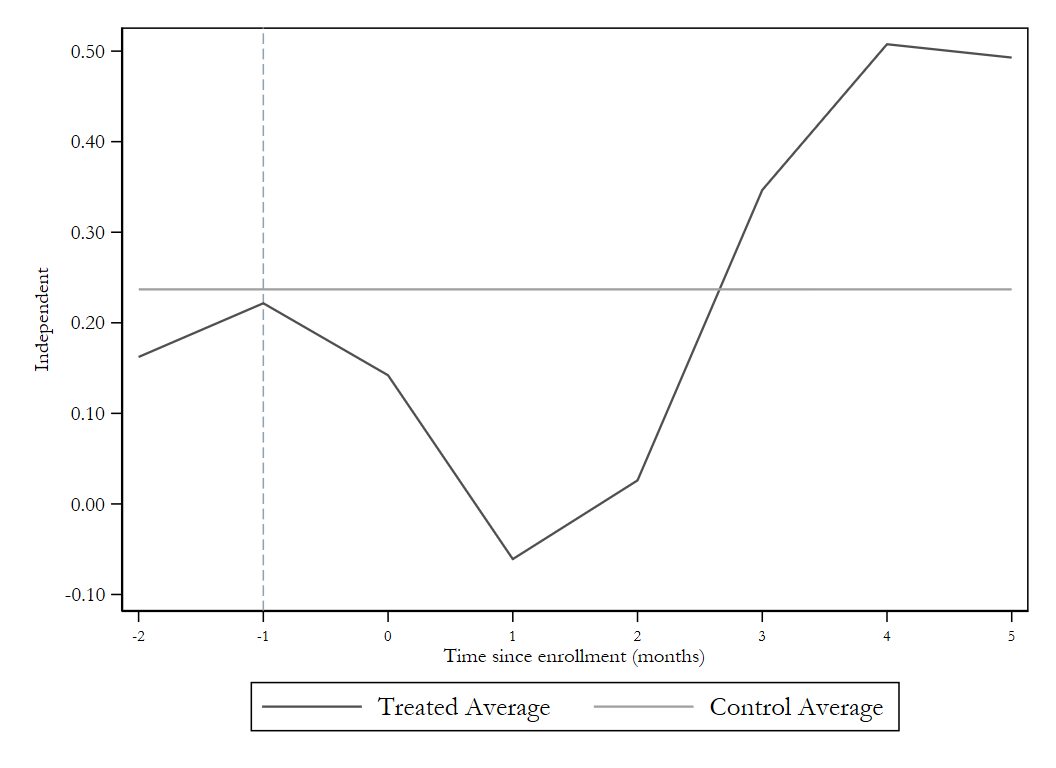 0.50
0.40
0.30
0.20
0.10
0.00
-0.10
Independent
-2 -1 0 1 2 3 4 5
Time since enrollment (months)
Treated Average Control Average